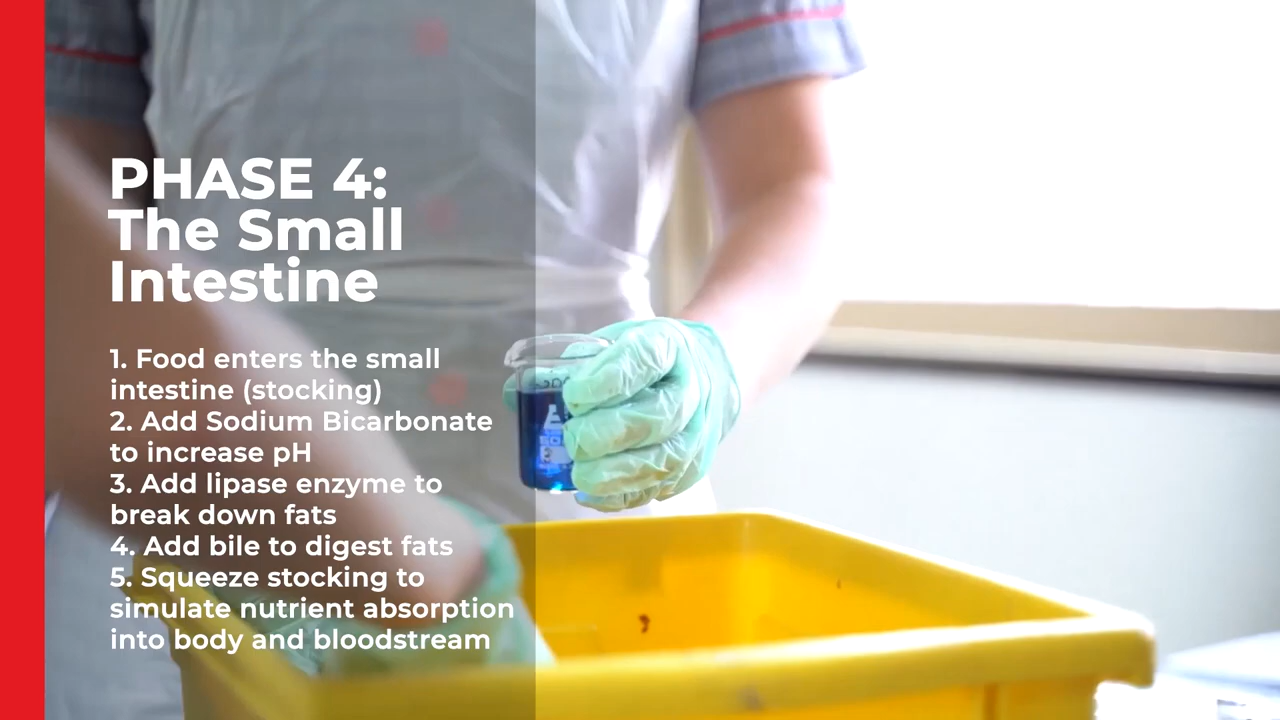 PHASE 4:
The Small
Intestine
1. Food enters the small
intestine (stocking)
2. Add Sodium Bicarbonate
to increase pH
3. Add lipase enzyme to
break down fats
4. Add bile to digest fats
5. Squeeze stocking to
simulate nutrient absorption
into body and bloodstream